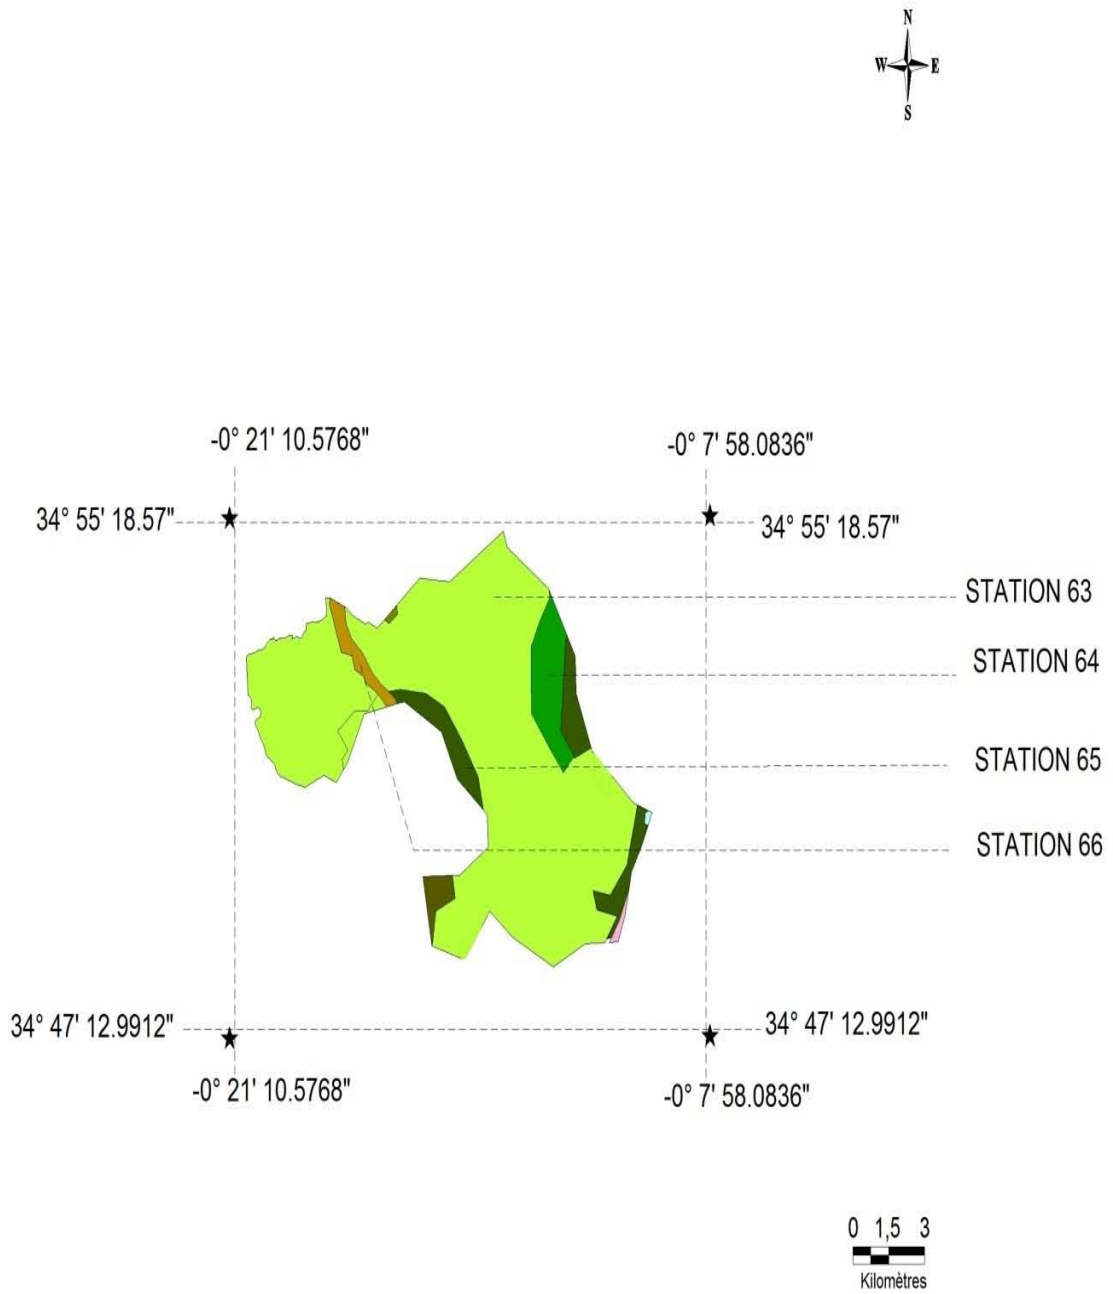 N
W E
S
-0° 21' 10.5768"
-0° 7' 58.0836"
34° 55' 18.57"
34° 55' 18.57"
STATION 63
STATION 64
STATION 65
STATION 66
34° 47' 12.9912"
34° 47' 12.9912"
-0° 21' 10.5768"
-0° 7' 58.0836"
0 1,5 3
Kilomètres